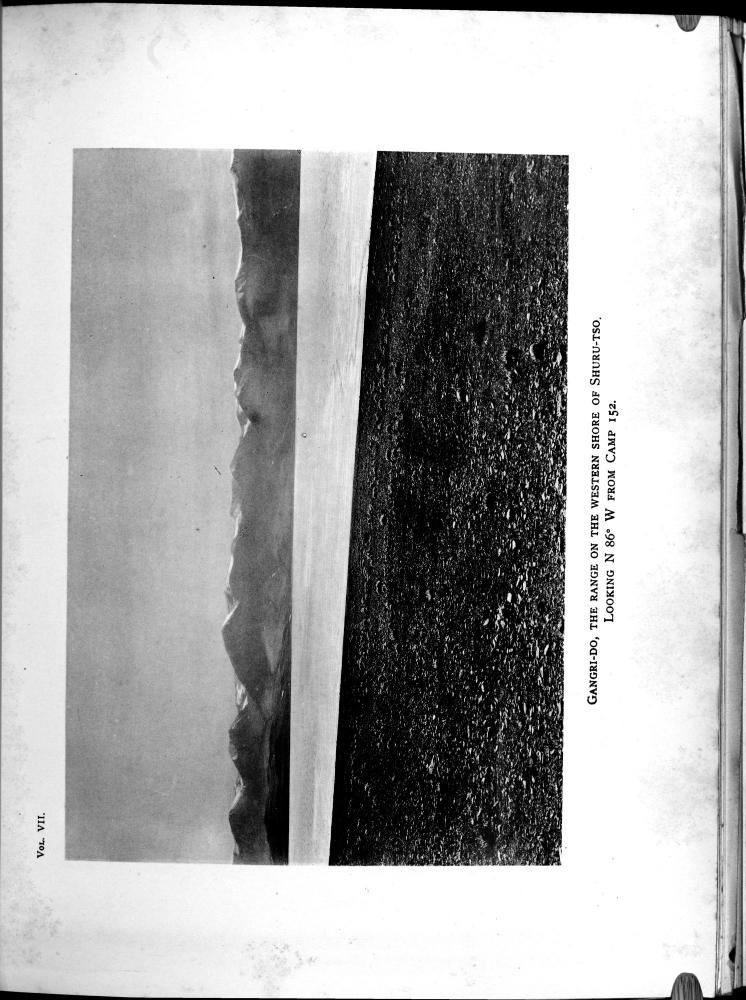 Vol. VII.
Gangri-do, the range on the western shore of Shuru-tso.
Looking N 86° W from Camp 152.